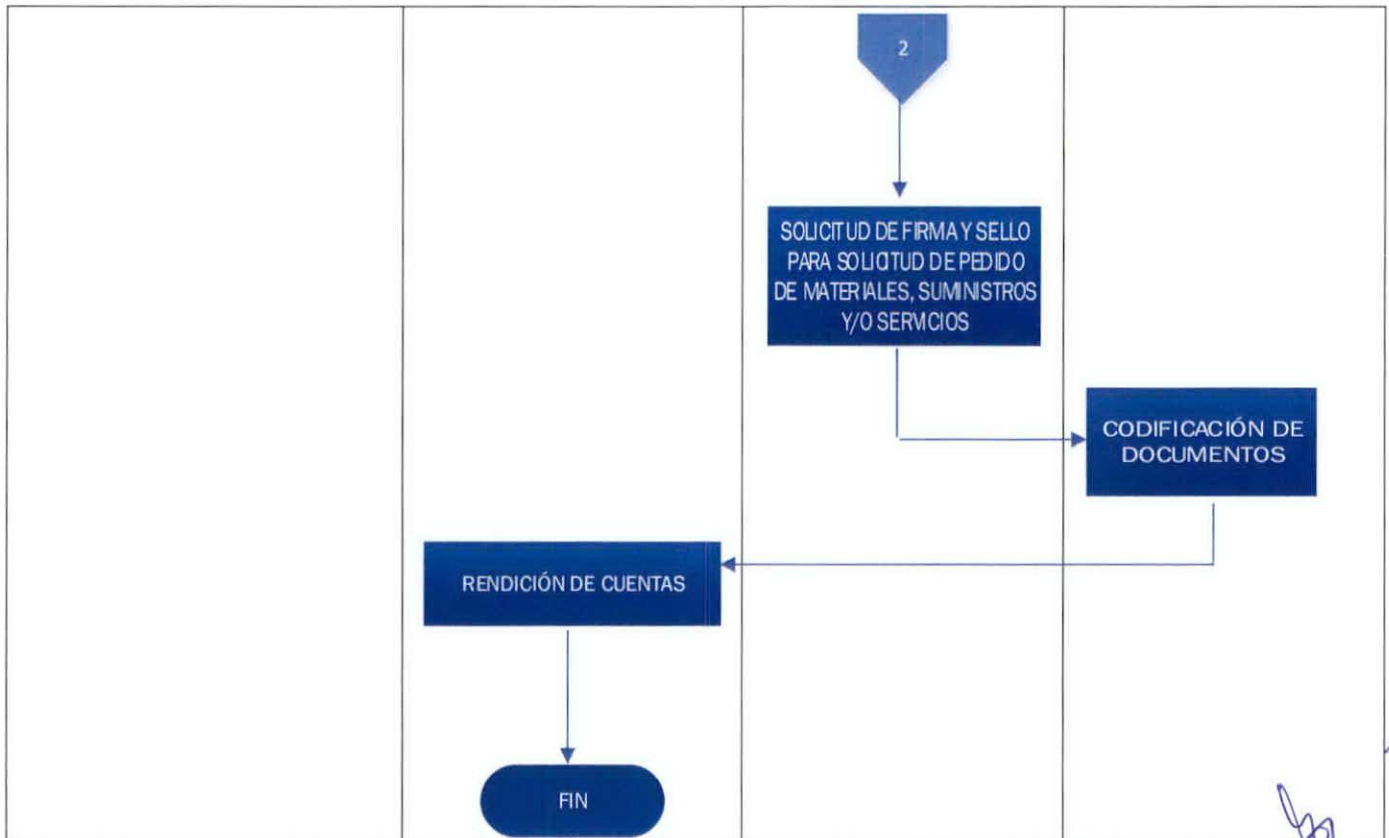 2
SOLICITUD DE FIRMA Y SELLO
PARA SOLICITUD DE PEDIDO
DE MATERIALES, SUMINISTROS
Y/O SERVICIOS
CODIFICACIÓN DE
DOCUMENTOS
RENDICIÓN DE CUENTAS
FIN